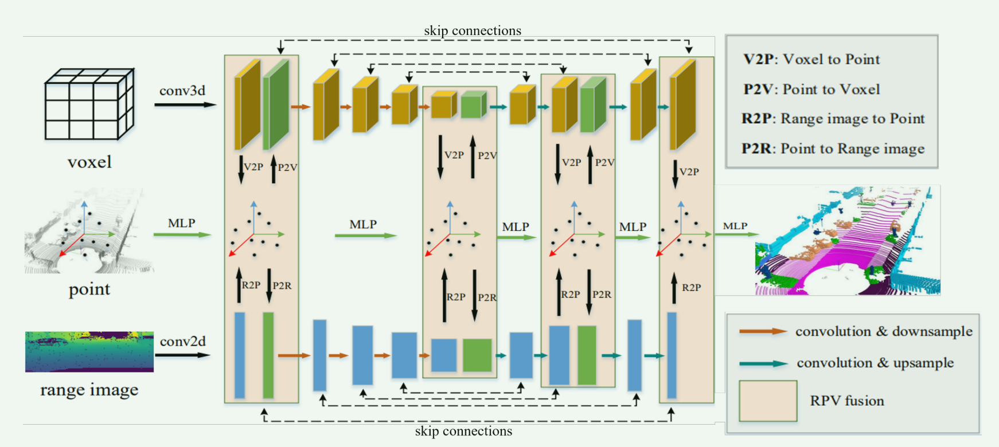 skip connections
V2P: Voxel to Point
P2V: Point to Voxel
R2P: Range image to Point
P2R: Point to Range image
conv3d
voxel
V2P P2V
V2P P2V
V2P P2V
V2P
MLP
MLP
MLP
MLP
MLP
point
R2P P2R
R2P P2R
R2P P2R
R2P
conv2d
range image
convolution & downsample
convolution & upsample
RPV fusion
skip connections